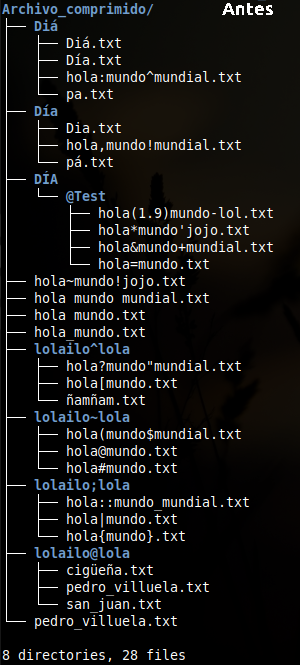 Archivo_comprimido/ Antes
├── Diá
│   ├── Diá.txt
│   ├── Día.txt
│   ├── hola:mundo^mundial.txt
│   └── pa.txt
├── Día
│   ├── Dia.txt
│   ├── hola,mundo!mundial.txt
│   └── pá.txt
├── DÍA
│   └── @Test
│       ├── hola(1.9)mundo-lol.txt
│       ├── hola*mundo'jojo.txt
│       ├── hola&mundo+mundial.txt
│       └── hola=mundo.txt
├── hola~mundo!jojo.txt
├── hola mundo mundial.txt
├── hola mundo.txt
├── hola_mundo.txt
├── lolailo^lola
│   ├── hola?mundo"mundial.txt
│   ├── hola[mundo.txt
│   └── ñamñam.txt
├── lolailo~lola
│   ├── hola(mundo$mundial.txt
│   ├── hola@mundo.txt
│   └── hola#mundo.txt
├── lolailo;lola
│   ├── hola::mundo_mundial.txt
│   ├── hola|mundo.txt
│   └── hola{mundo}.txt
├── lolailo@lola
│   ├── cigüeña.txt
│   ├── pedro_villuela.txt
│   └── san_juan.txt
└── pedro_villuela.txt
8 directories, 28 files